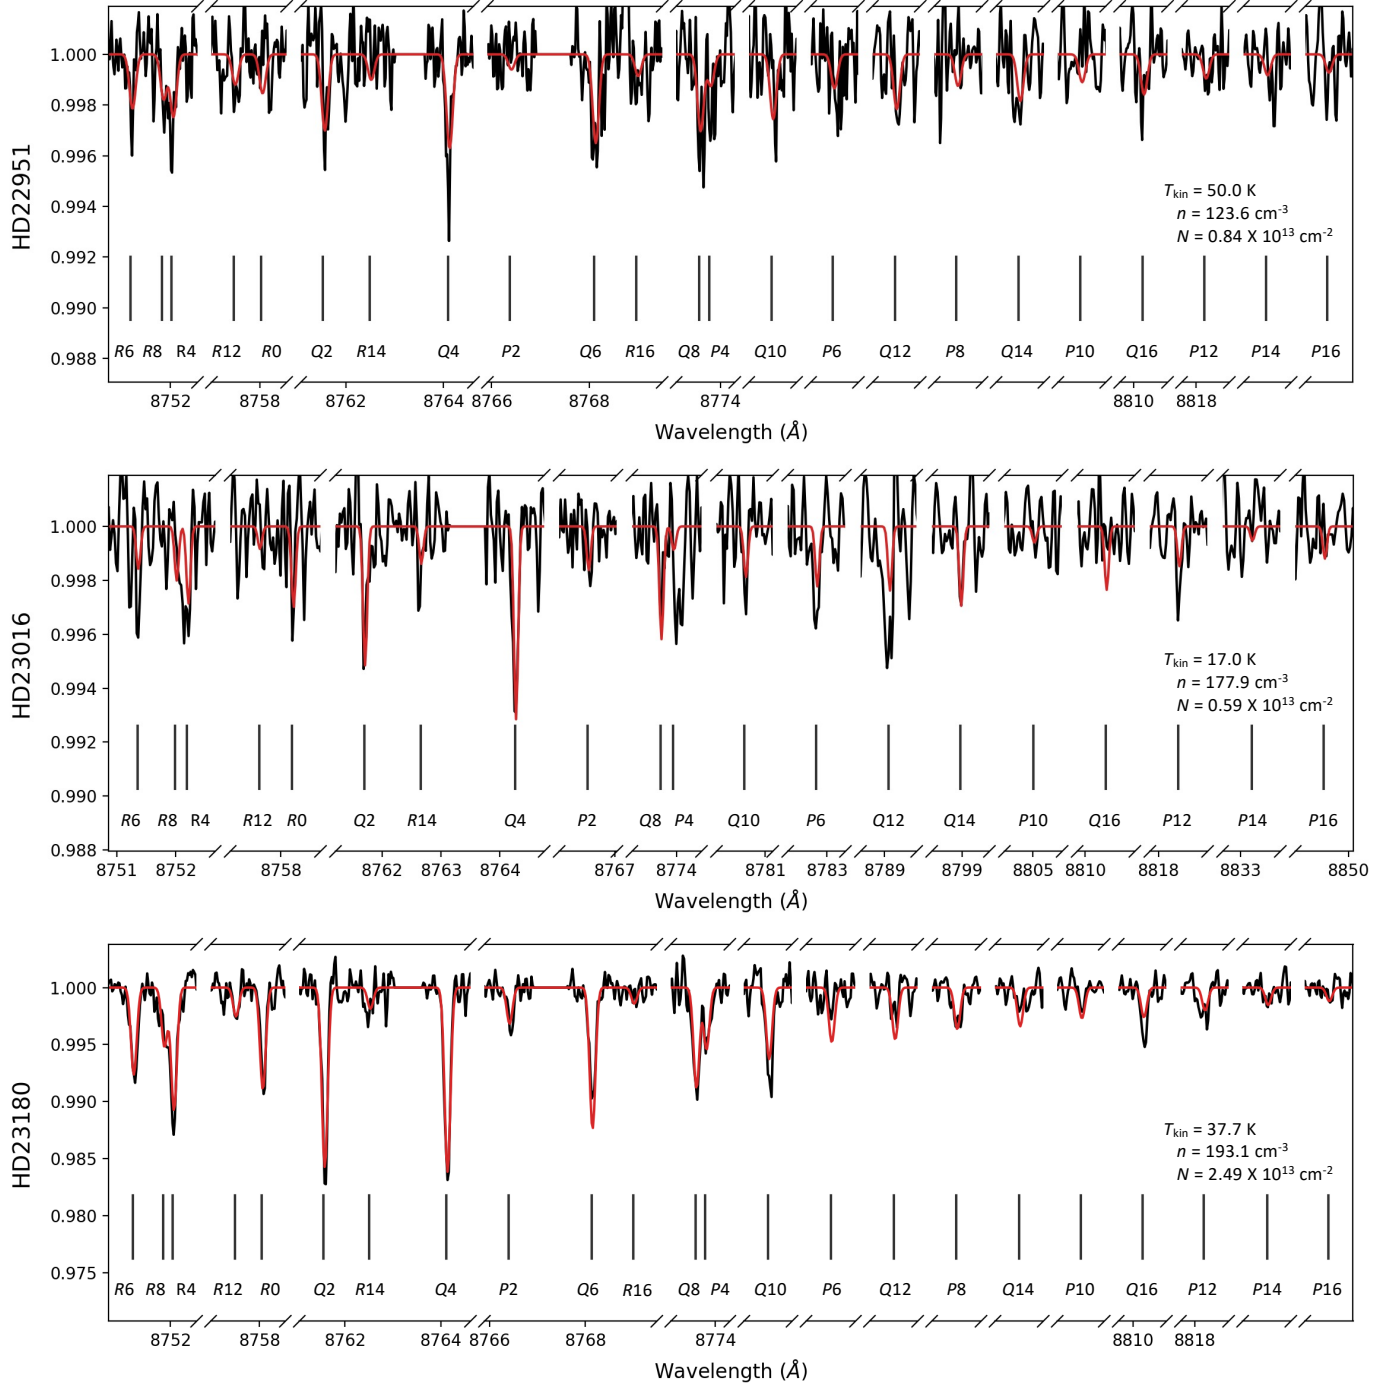 HD22951
1.000
0.998
0.996
0.994
0.992
0.990
0.988
Tkin = 50.0 K
n = 123.6 cm-3
N = 0.84 X 1013 cm-2
R6 R8 R4 R12 R0 Q2 R14 Q4 P2 Q6 R16 Q8 P4 Q10 P6 Q12 P8 Q14 P10 Q16 P12 P14 P16
8752 8758 8762 8764 8766 8768 8774 8810 8818
Wavelength (Å)
HD23016
1.000
0.998
0.996
0.994
0.992
0.990
0.988
Tkin = 17.0 K
n = 177.9 cm-3
N = 0.59 X 1013 cm-2
R6 R8 R4 R12 R0 Q2 R14 Q4 P2 Q8 P4 Q10 P6 Q12 Q14 P10 Q16 P12 P14 P16
8751 8752 8758 8762 8763 8764 8767 8774 8781 8783 8789 8799 8805 8810 8818 8833 8850
Wavelength (Å)
HD23180
1.000
0.995
0.990
0.985
0.980
0.975
Tkin = 37.7 K
n = 193.1 cm-3
N = 2.49 X 1013 cm-2
R6 R8 R4 R12 R0 Q2 R14 Q4 P2 Q6 R16 Q8 P4 Q10 P6 Q12 P8 Q14 P10 Q16 P12 P14 P16
8752 8758 8762 8764 8766 8768 8774 8810 8818
Wavelength (Å)